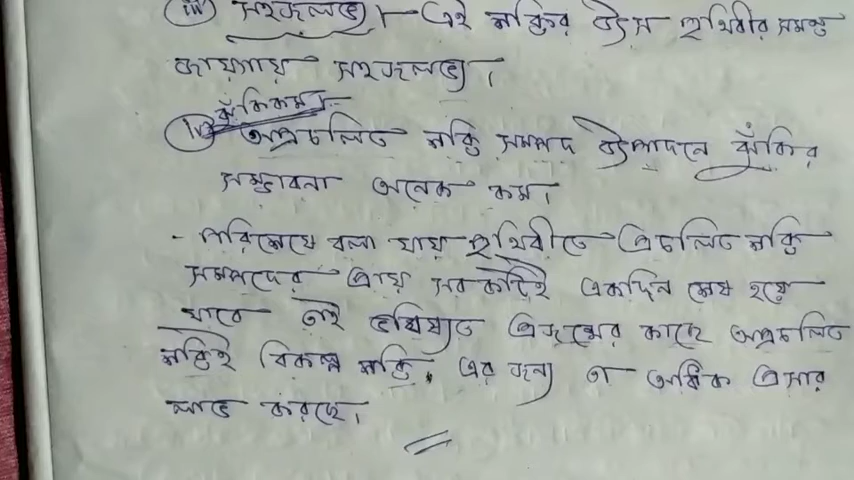 (iii) সহজলভ্য :- এই শক্তির উৎস পৃথিবীর সমস্ত
জায়গায় সহজলভ্য।
ঝুঁকিকম :-
(iv) অপ্রচলিত শক্তি সম্পদ উৎপাদনে ঝুঁকির
সম্ভাবনা অনেক কম।
- পরিশেষে বলা যায় পৃথিবীতে প্রচলিত শক্তি
সম্পদের প্রায় সবকটিই একদিন শেষ হয়ে
যাবে তাই ভবিষ্যত প্রজন্মের কাছে অপ্রচলিত
শক্তিই বিকল্প শক্তি, এর জন্য তা অধিক প্রসার
লাভ করছে।